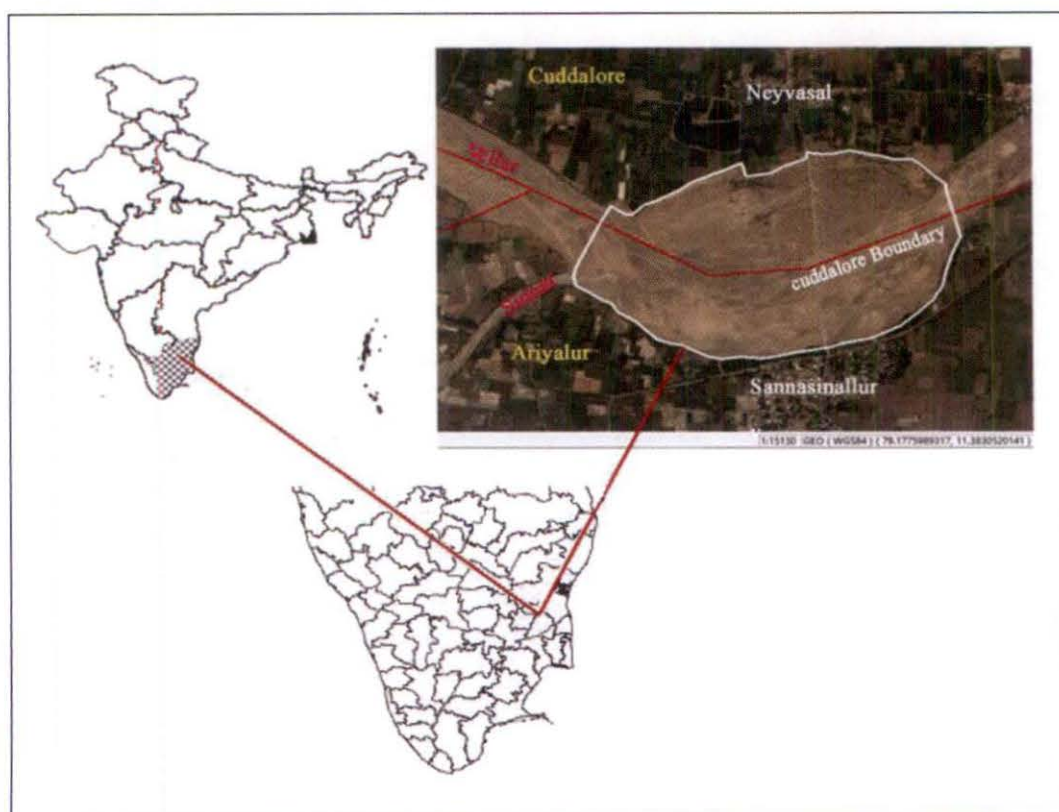 Cuddalore
Neyvasal
cuddalore Boundary
Ariyalur
Sannasinallur
1:15130 GEO ( WGS84 ) ( 79.1775989317, 11.3830520141 )